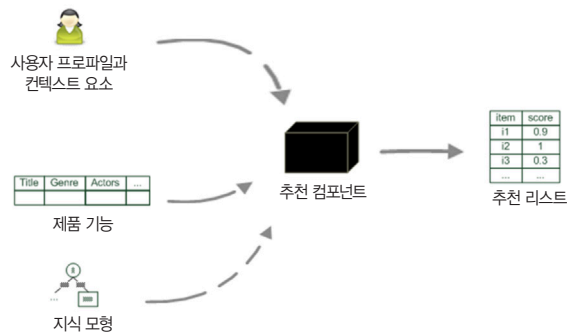 사용자 프로파일과
컨텍스트 요소
item score
i1 0.9
i2 1
i3 0.3
... ...
추천 컴포넌트
추천 리스트
Title Genre Actors ...
제품 기능
...
지식 모형